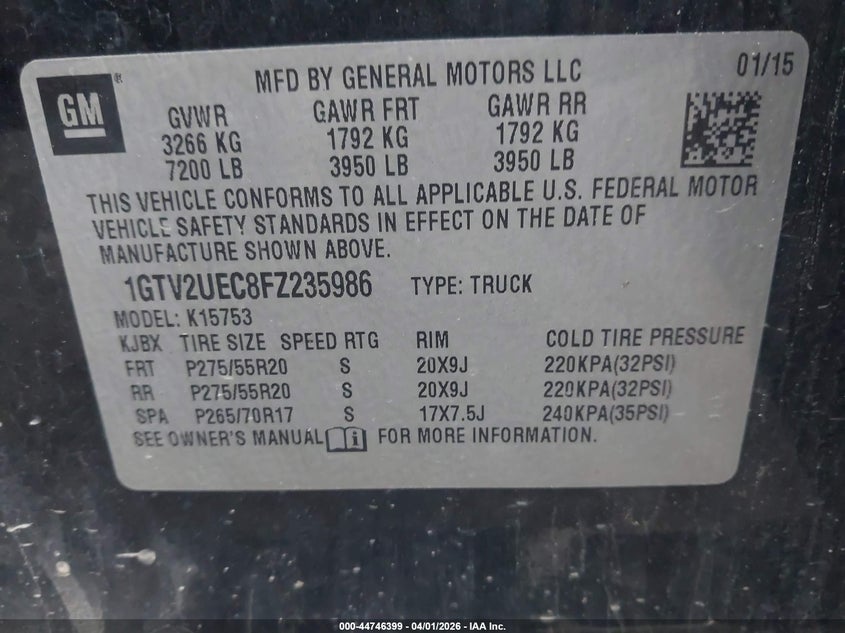 GM ®
MFD BY GENERAL MOTORS LLC
01/15
GVWR GAWR FRT GAWR RR
3266 KG 1792 KG 1792 KG
7200 LB 3950 LB 3950 LB
THIS VEHICLE CONFORMS TO ALL APPLICABLE U.S. FEDERAL MOTOR
VEHICLE SAFETY STANDARDS IN EFFECT ON THE DATE OF
MANUFACTURE SHOWN ABOVE.
1GTV2UEC8FZ235986 TYPE: TRUCK
MODEL: K15753
KJBX TIRE SIZE SPEED RTG RIM COLD TIRE PRESSURE
FRT P275/55R20 S 20X9J 220KPA(32PSI)
RR P275/55R20 S 20X9J 220KPA(32PSI)
SPA P265/70R17 S 17X7.5J 240KPA(35PSI)
SEE OWNER'S MANUAL i FOR MORE INFORMATION.
000-44746399 - 04/01/2026 - IAA Inc.